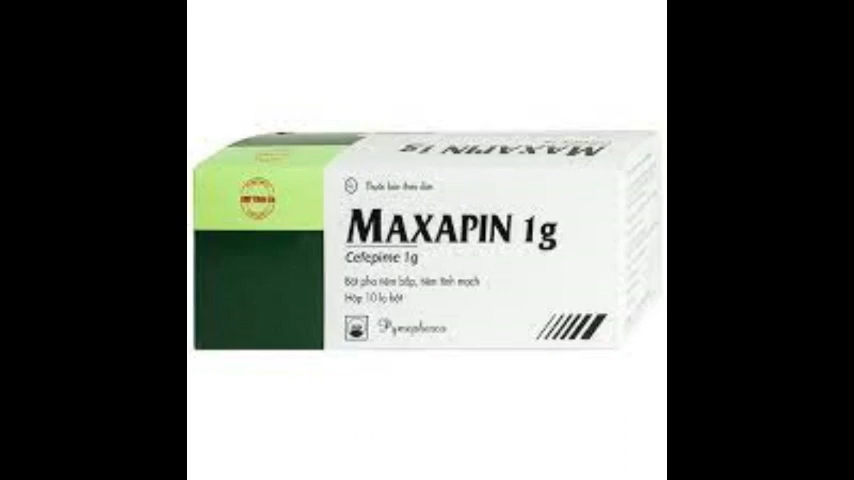 MAXAPIN 1g
Thuốc bán theo đơn
MAXAPIN 1g
Cefepime 1g
Bột pha tiêm bắp, tiêm tĩnh mạch
Hộp 10 lọ bột
Pymepharco